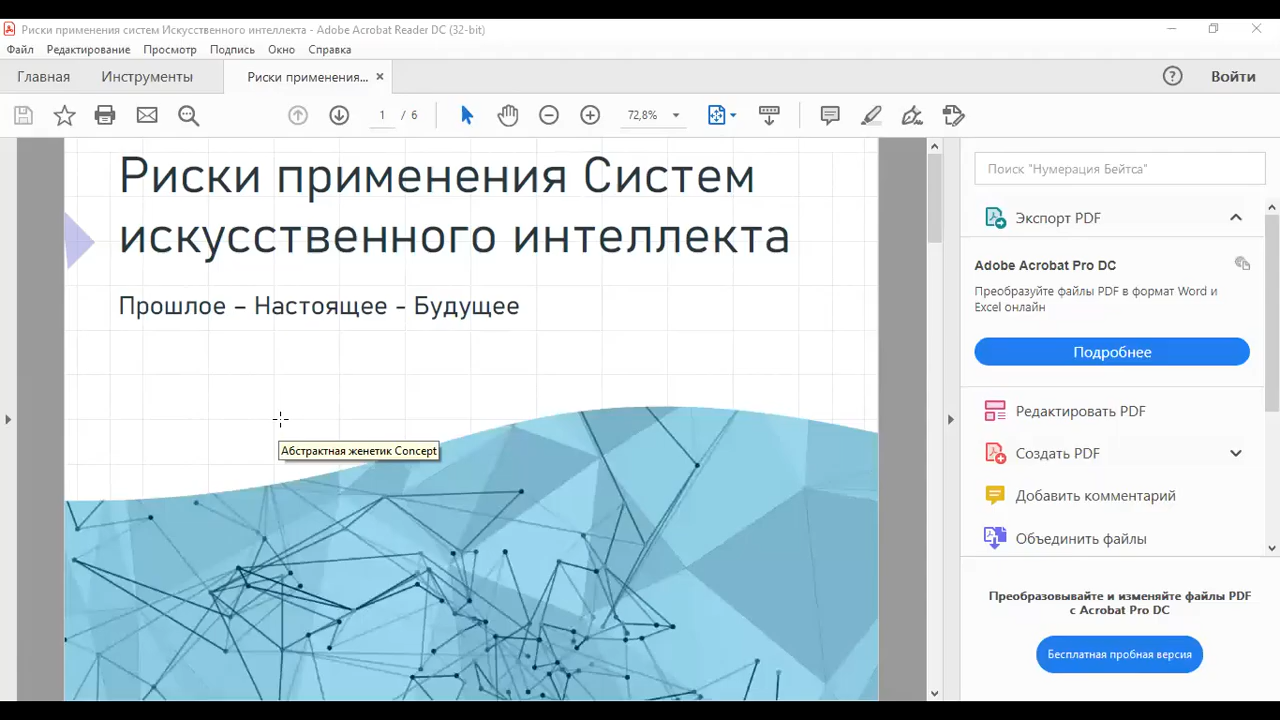 Риски применения систем Искусственного интеллекта - Adobe Acrobat Reader DC (32-bit)
Файл Редактирование Просмотр Подпись Окно Справка
Главная Инструменты Риски применения... × Войти
1 / 6 72,8%
Риски применения Систем
искусственного интеллекта
Прошлое – Настоящее - Будущее
Абстрактная женетик Concept
Поиск "Нумерация Бейтса"
Экспорт PDF
Adobe Acrobat Pro DC
Преобразуйте файлы PDF в формат Word и
Excel онлайн
Подробнее
Редактировать PDF
Создать PDF
Добавить комментарий
Объединить файлы
Преобразовывайте и изменяйте файлы PDF
с Acrobat Pro DC
Бесплатная пробная версия